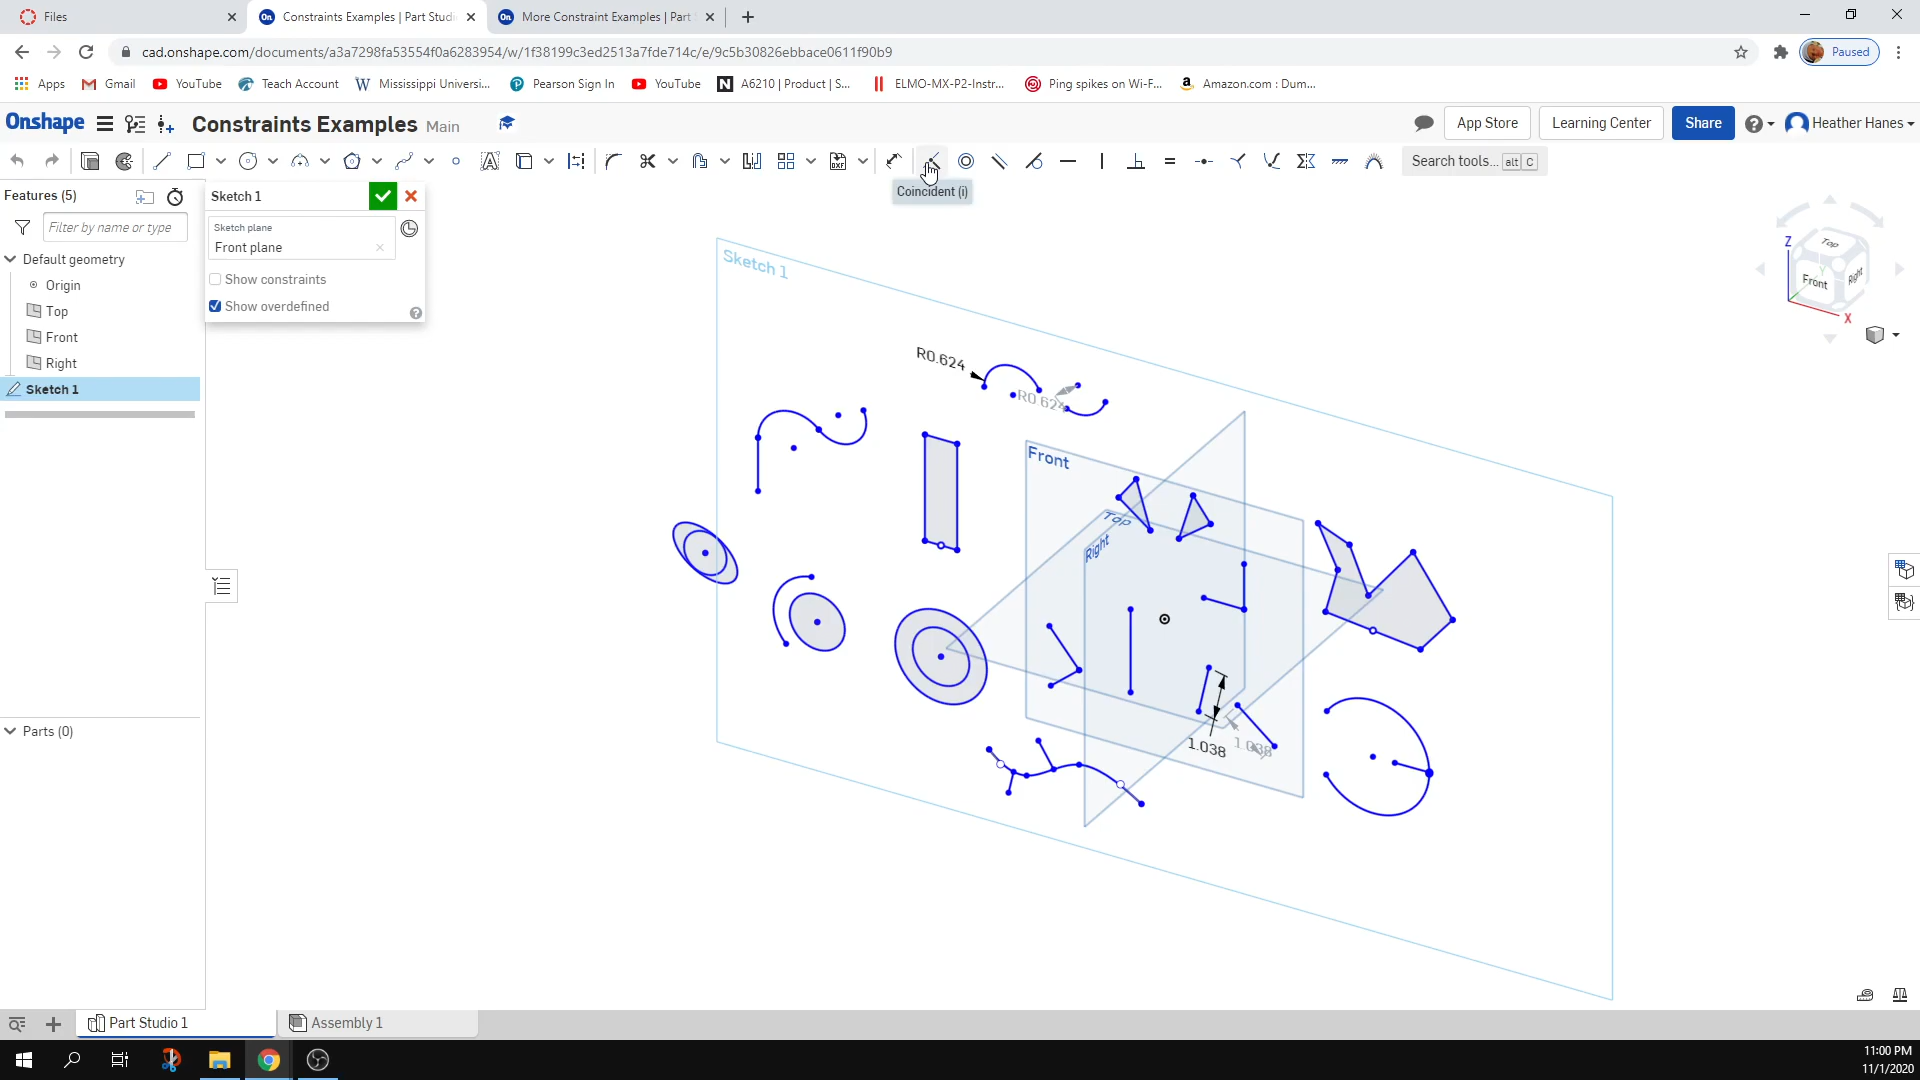 Files
Constraints Examples | Part Studi
More Constraint Examples | Part
cad.onshape.com/documents/a3a7298fa53554f0a6283954/w/1f38199c3ed2513a7fde714c/e/9c5b30826ebbace0611f90b9
Paused
Apps
Gmail
YouTube
Teach Account
Mississippi Universi...
Pearson Sign In
YouTube
A6210 | Product | S...
ELMO-MX-P2-Instr...
Ping spikes on Wi-F...
Amazon.com : Dum...
Onshape
Constraints Examples Main
App Store
Learning Center
Share
Heather Hanes
Search tools... alt C
Coincident (i)
Features (5)
Filter by name or type
Default geometry
Origin
Top
Front
Right
Sketch 1
Parts (0)
Sketch 1
Sketch plane
Front plane
Show constraints
Show overdefined
Sketch 1
R0.624
R0.624
Front
Top
Right
1.038
1.038
Z
Top
Front
Right
Y
X
Part Studio 1
Assembly 1
11:00 PM
11/1/2020